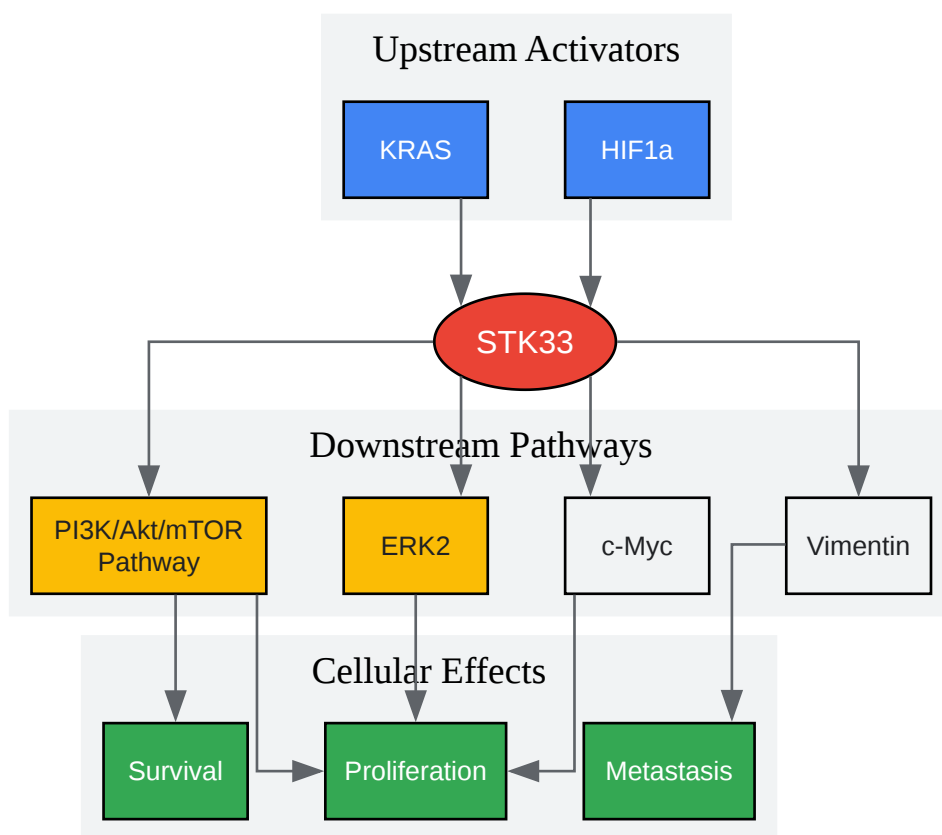 Upstream Activators
KRAS
HIF1a
STK33
Downstream Pathways
PI3K/Akt/mTOR
Pathway
ERK2
c-Myc
Vimentin
Cellular Effects
Survival
Proliferation
Metastasis